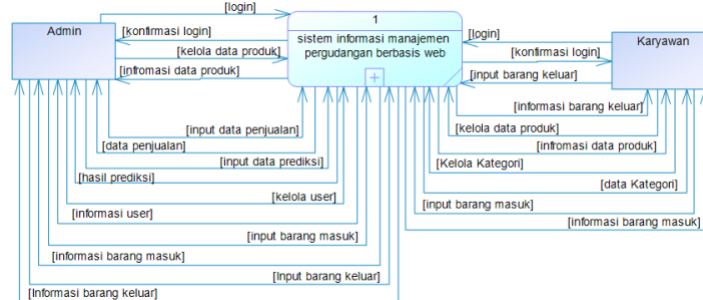 [login]
1
[login]
Admin
[konfirmasi login]
sistem informasi manajemen
pergudangan berbasis web
[konfirmasi login]
Karyawan
[kelola data produk]
[infromasi data produk]
[input barang keluar]
[informasi barang keluar]
[input data penjualan]
[kelola data produk]
[data penjualan]
[infromasi data produk]
[input data prediksi]
[Kelola Kategori]
[hasil prediksi]
[data Kategori]
[kelola user]
[input barang masuk]
[informasi user]
[informasi barang masuk]
[input barang masuk]
[informasi barang masuk]
[Input barang keluar]
[Informasi barang keluar]